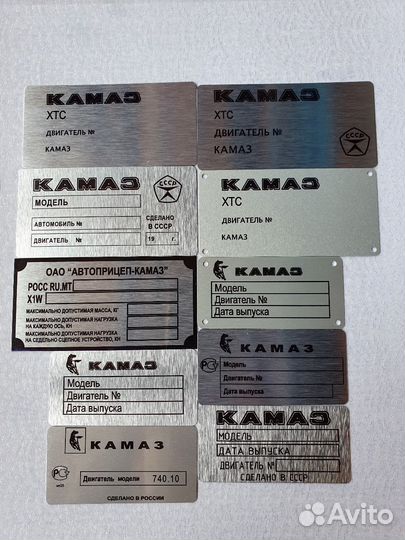 КАМАЗ
ХТС
ДВИГАТЕЛЬ №
КАМАЗ
КАМАЗ
ХТС
ДВИГАТЕЛЬ №
КАМАЗ
СССР
КАМАЗ
СССР
МОДЕЛЬ
АВТОМОБИЛЬ №
СДЕЛАНО
В СССР
ДВИГАТЕЛЬ №
19 г.
КАМАЗ
ХТС
ДВИГАТЕЛЬ №
КАМАЗ
ОАО "АВТОПРИЦЕП-КАМАЗ"
РОСС RU.МТ
X1W
МАКСИМАЛЬНО ДОПУСТИМАЯ МАССА, КГ
МАКСИМАЛЬНО ДОПУСТИМАЯ НАГРУЗКА
НА КАЖДУЮ ОСЬ, КН
МАКСИМАЛЬНО ДОПУСТИМАЯ НАГРУЗКА
НА СЕДЕЛЬНО СЦЕПНОЕ УСТРОЙСТВО, КН
КАМАЗ
Модель
Двигатель №
Дата выпуска
КАМАЗ
Модель
Двигатель №
Дата выпуска
КАМАЗ
Модель
Двигатель №
Дата выпуска
КАМАЗ
Двигатель модели 740.10
СДЕЛАНО В РОССИИ
КАМАЗ
МОДЕЛЬ
ДАТА ВЫПУСКА
ДВИГАТЕЛЬ №
СДЕЛАНО В СССР
Avito